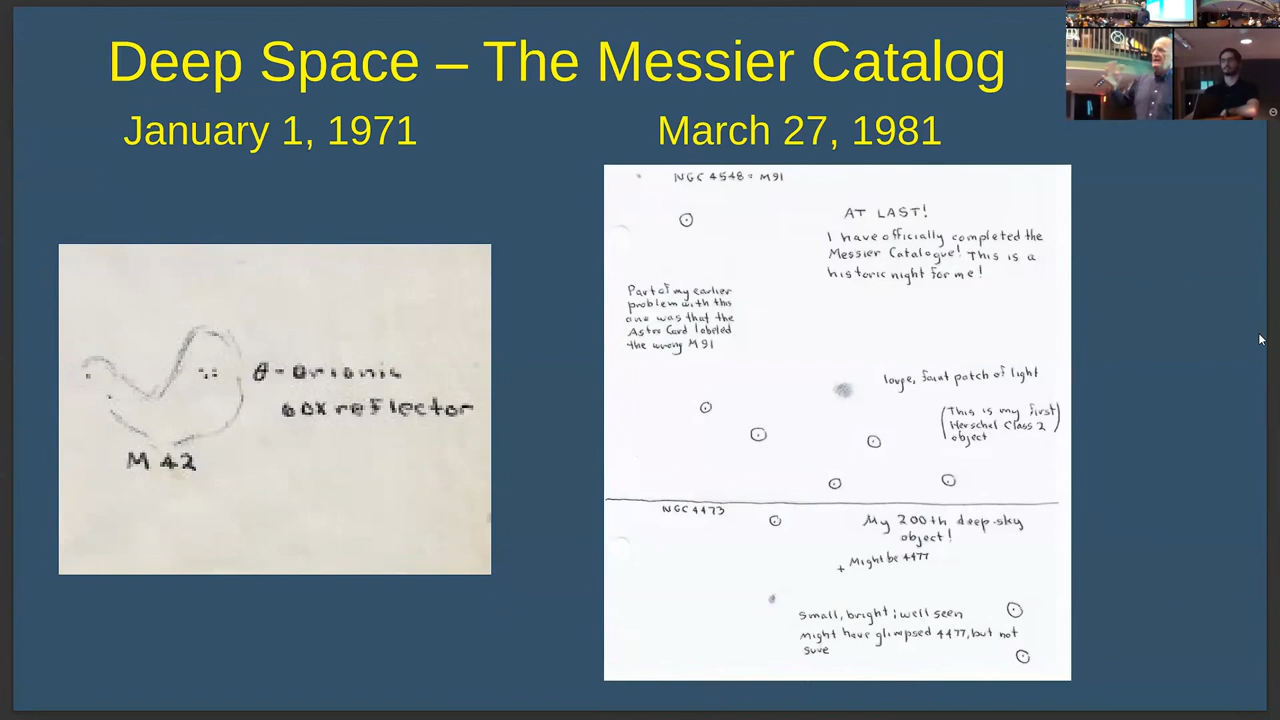 Deep Space – The Messier Catalog
January 1, 1971
March 27, 1981
θ-Orionis
60X reflector
M 42
NGC 4548 = M91
AT LAST!
I have officially completed the
Messier Catalogue! This is a
historic night for me!
Part of my earlier
problem with this
one was that the
Astro Card labeled
the wrong M91
large, faint patch of light
(This is my first
Herschel Class 2
object)
NGC 4473
My 200th deep-sky
object!
+ Might be 4477
small, bright; well seen
Might have glimpsed 4477, but not
sure